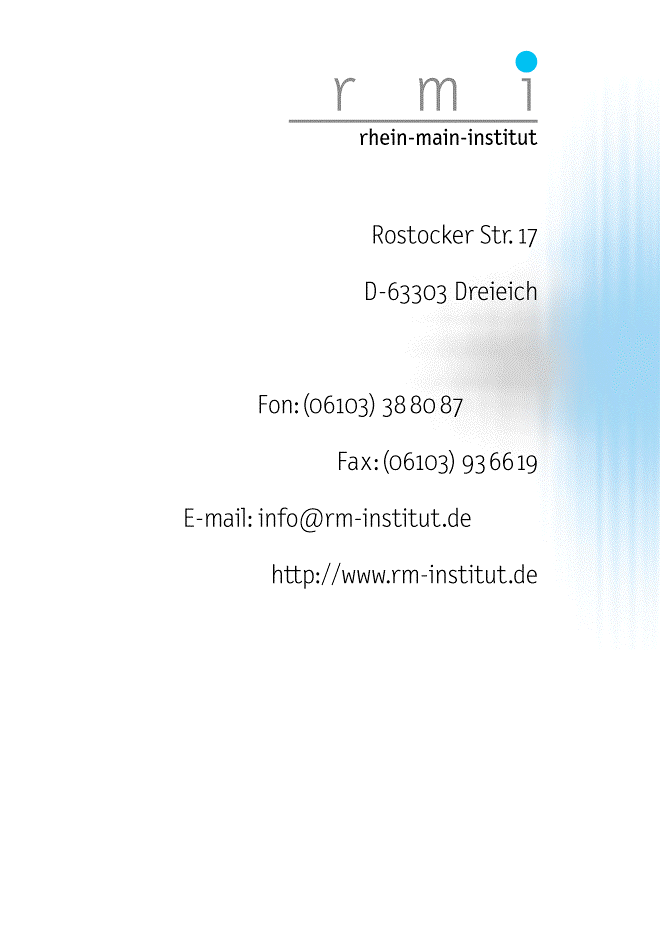 r m i
rhein-main-institut
Rostocker Str. 17
D-63303 Dreieich
Fon: (06103) 38 80 87
Fax: (06103) 93 66 19
E-mail: info@rm-institut.de
http://www.rm-institut.de